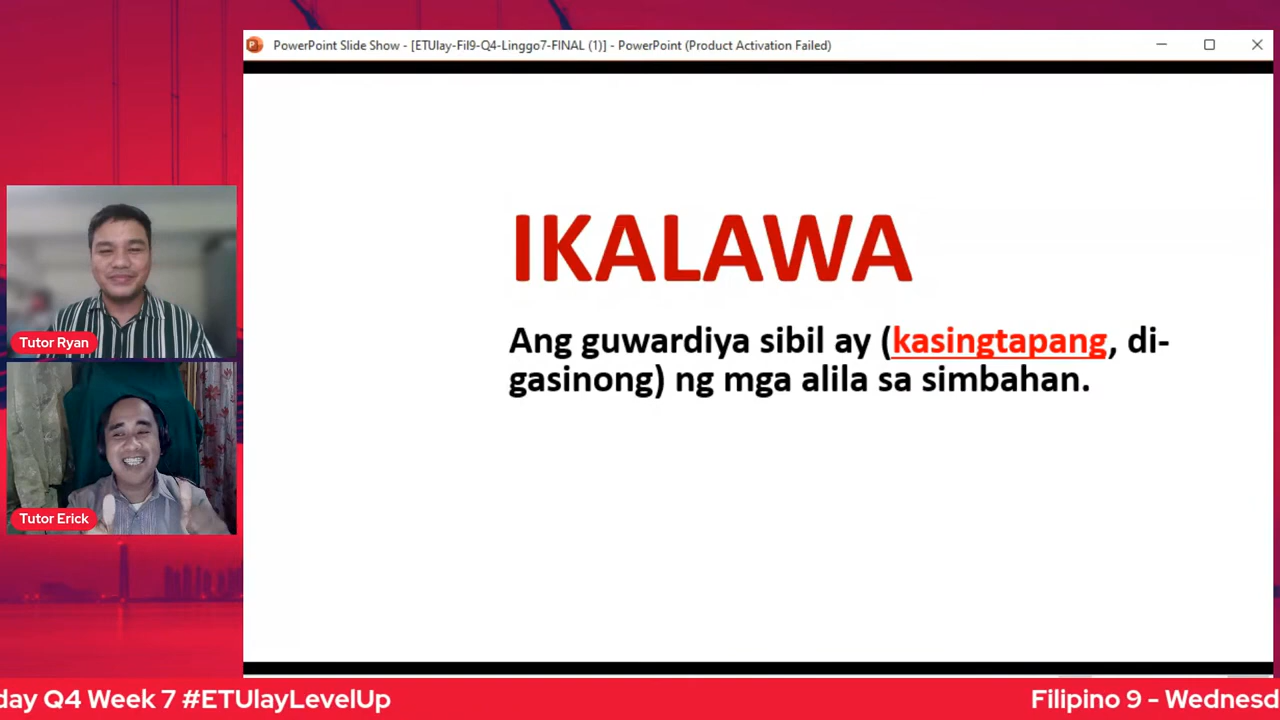 PowerPoint Slide Show - [ETUlay-Fil9-Q4-Linggo7-FINAL (1)] - PowerPoint (Product Activation Failed)
IKALAWA
Ang guwardiya sibil ay (kasingtapang, di-
gasinong) ng mga alila sa simbahan.
Tutor Ryan
Tutor Erick
day Q4 Week 7 #ETUlayLevelUp
Filipino 9 - Wednesd